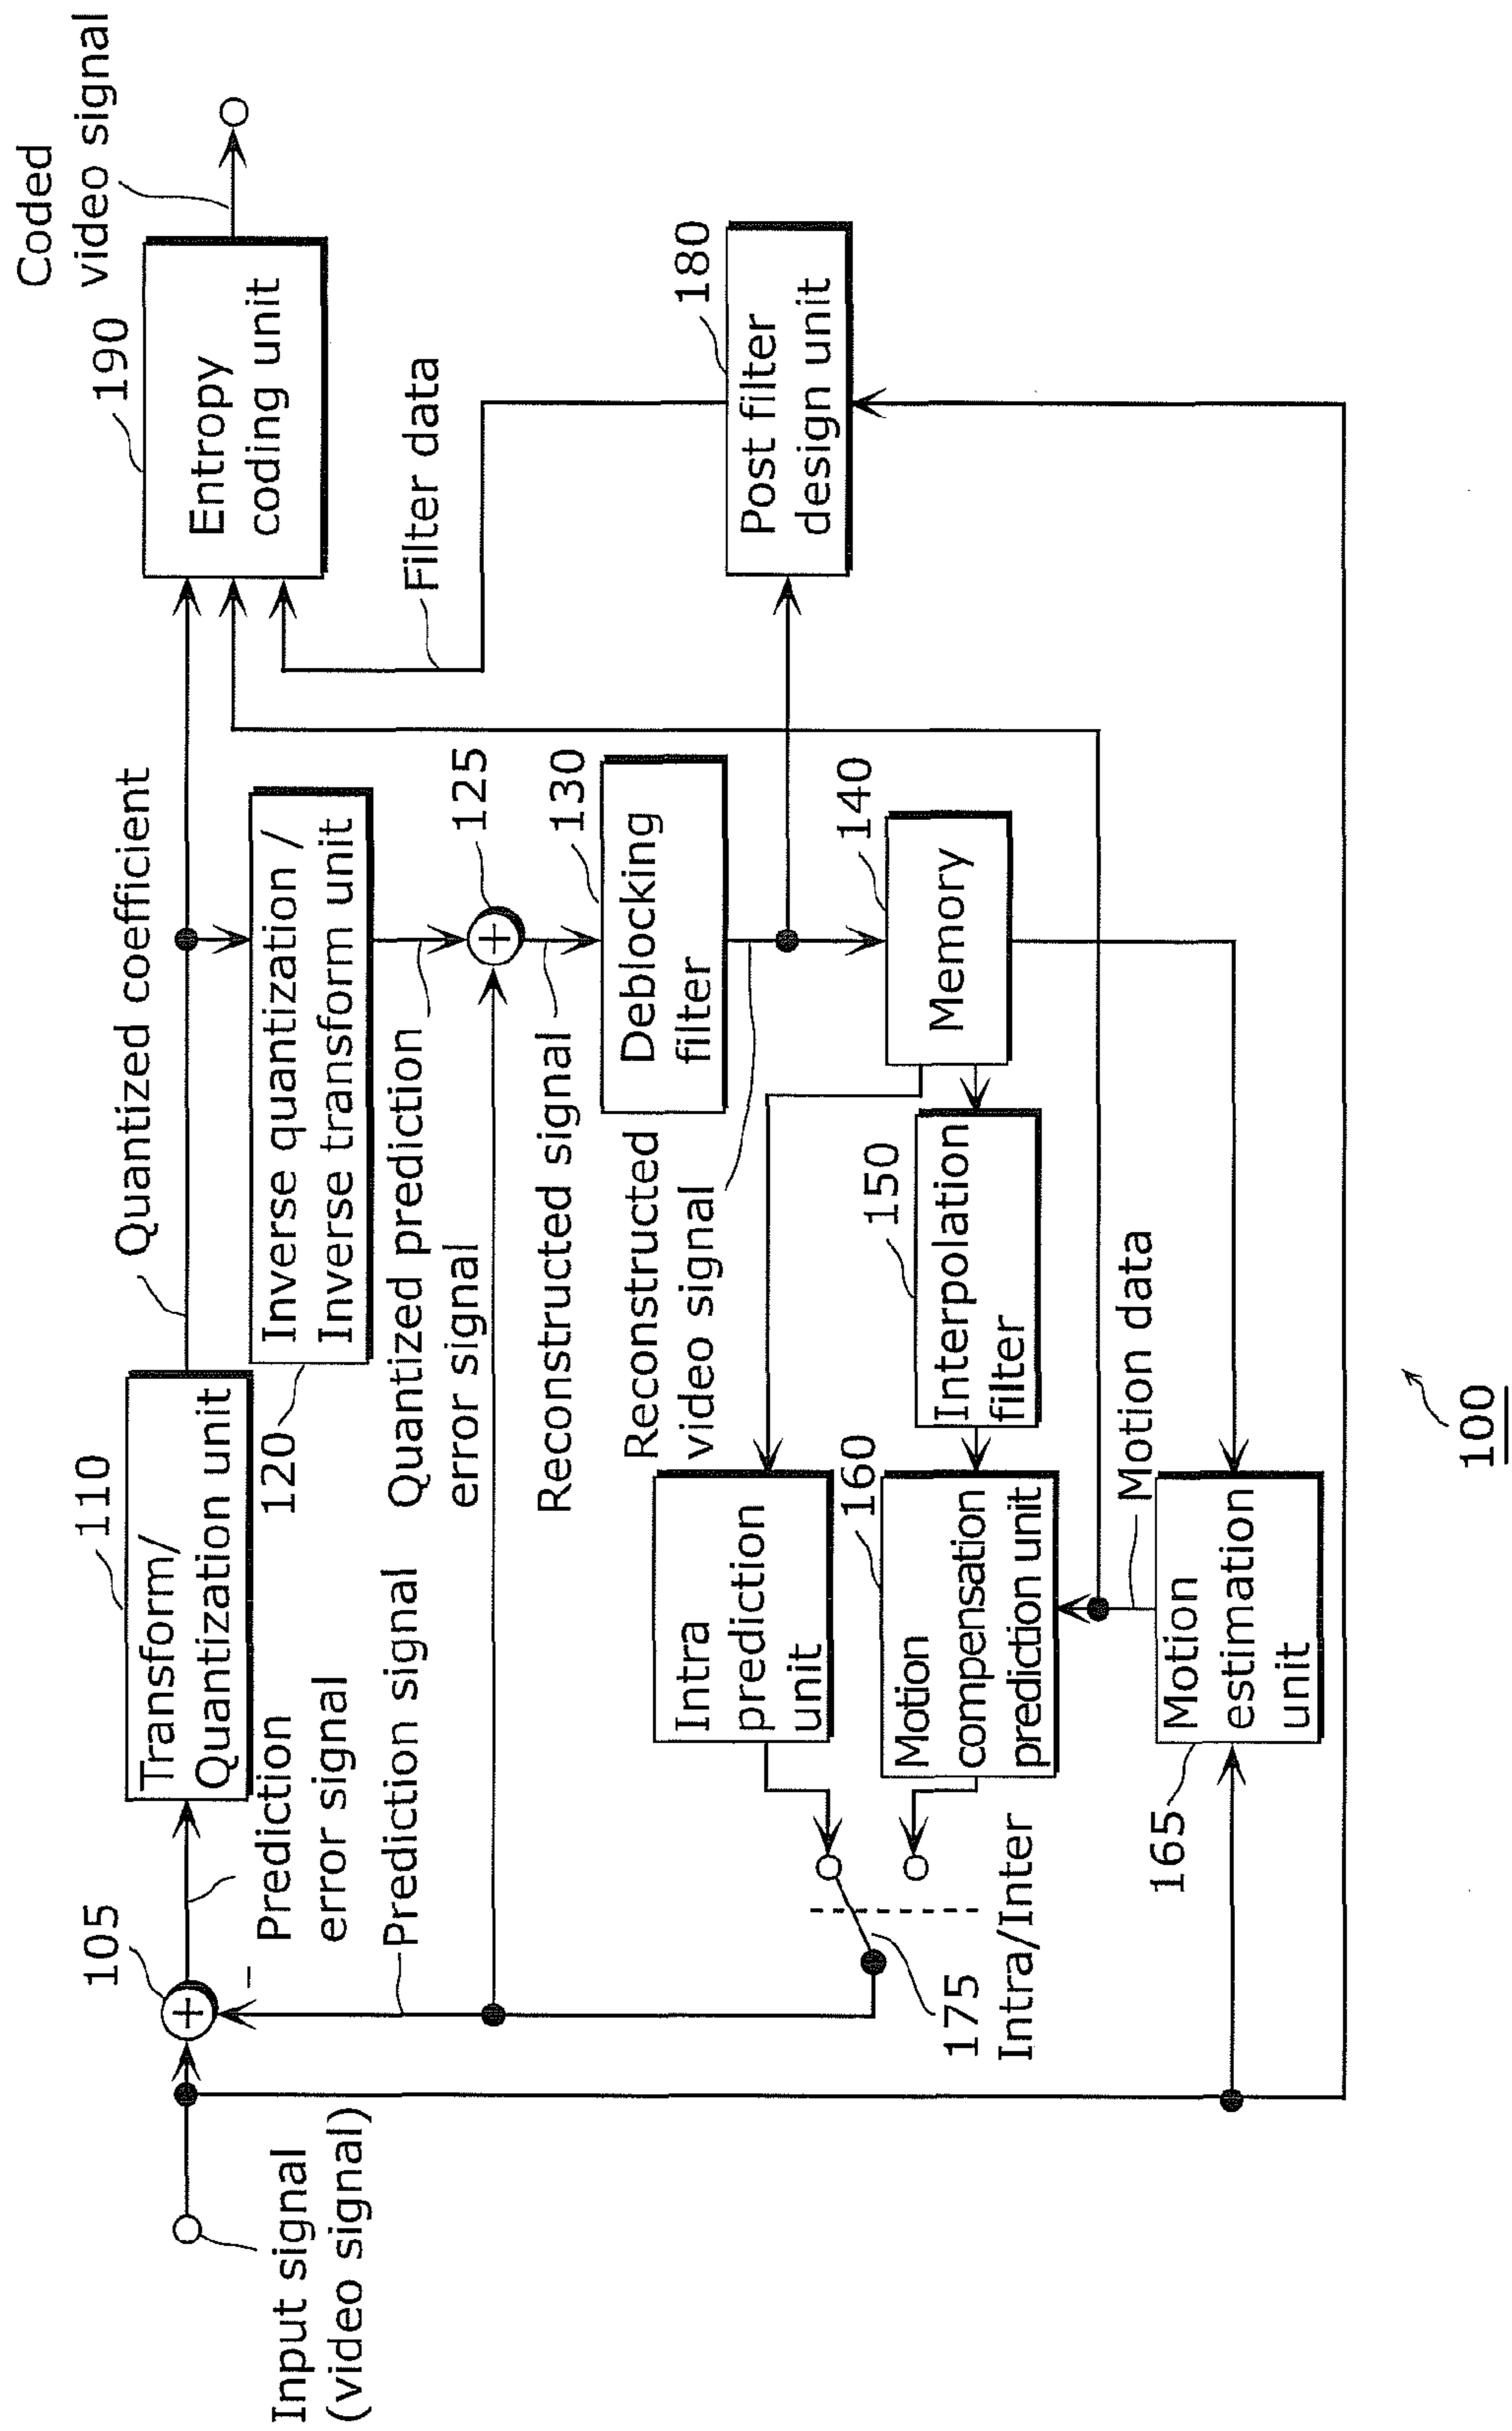 Input signal
(video signal)
105
Prediction
error signal
110
Transform/
Quantization unit
Quantized coefficient
190
Entropy
coding unit
Coded
video signal
120
Inverse quantization /
Inverse transform unit
Prediction signal
Quantized prediction
error signal
125
Filter data
Reconstructed signal
130
Deblocking
filter
Reconstructed
video signal
180
Post filter
design unit
140
Memory
Intra
prediction
unit
150
Interpolation
filter
160
Motion
compensation
prediction unit
175
Intra/Inter
Motion data
165
Motion
estimation
unit
100
−
+
+